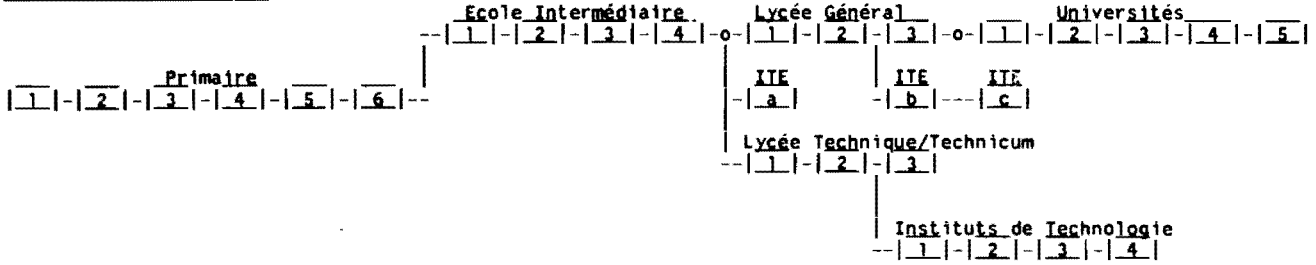 Ecole Intermédiaire Lycée Général Universités
--|1|-|2|-|3|-|4|-o-|1|-|2|-|3|-o-|1|-|2|-|3|-|4|-|5|
Primaire ITE ITE ITE
|1|-|2|-|3|-|4|-|5|-|6|-- -|a| -|b|---|c|
Lycée Technique/Technicum
--|1|-|2|-|3|
Instituts de Technologie
--|1|-|2|-|3|-|4|